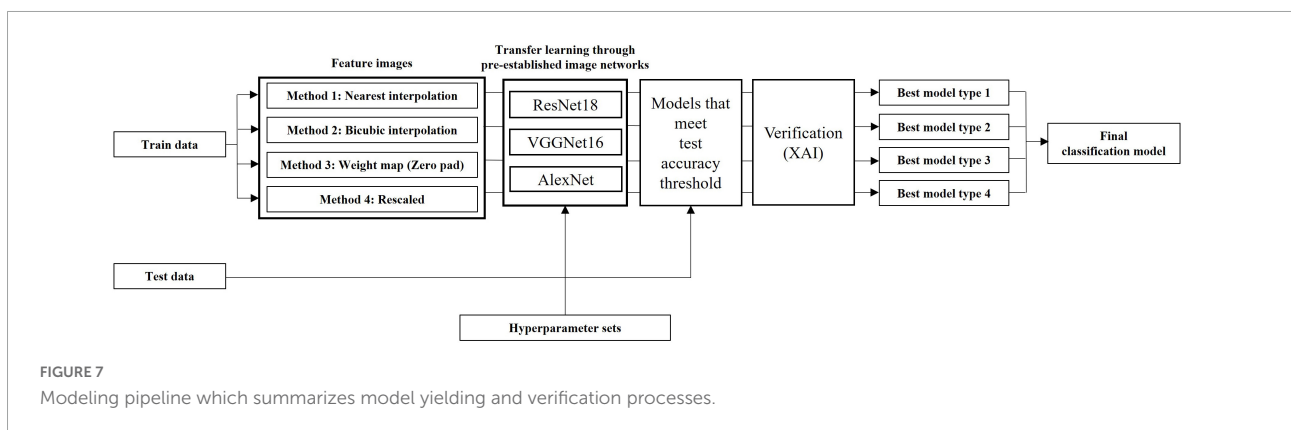 Transfer learning through
pre-established image networks
Feature images
Train data
Method 1: Nearest interpolation
Method 2: Bicubic interpolation
Method 3: Weight map (Zero pad)
Method 4: Rescaled
ResNet18
VGGNet16
AlexNet
Models that
meet
test
accuracy
threshold
Verification
(XAI)
Best model type 1
Best model type 2
Best model type 3
Best model type 4
Final
classification model
Test data
Hyperparameter sets
FIGURE 7
Modeling pipeline which summarizes model yielding and verification processes.